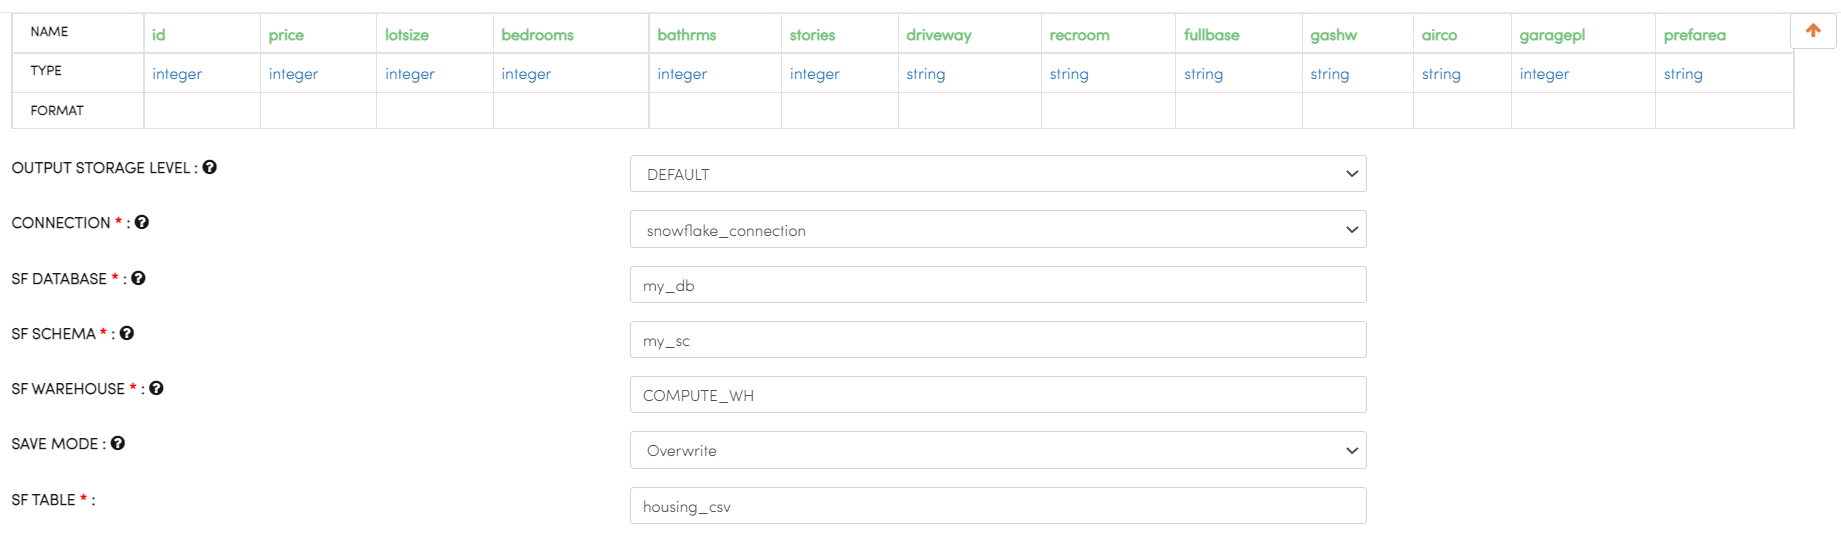 NAME id price lotsize bedrooms bathrms stories driveway recroom fullbase gashw airco garagepl prefarea
TYPE integer integer integer integer integer integer string string string string string integer string
FORMAT
OUTPUT STORAGE LEVEL : ? DEFAULT
CONNECTION * : ? snowflake_connection
SF DATABASE * : ? my_db
SF SCHEMA * : ? my_sc
SF WAREHOUSE * : ? COMPUTE_WH
SAVE MODE : ? Overwrite
SF TABLE * : housing_csv